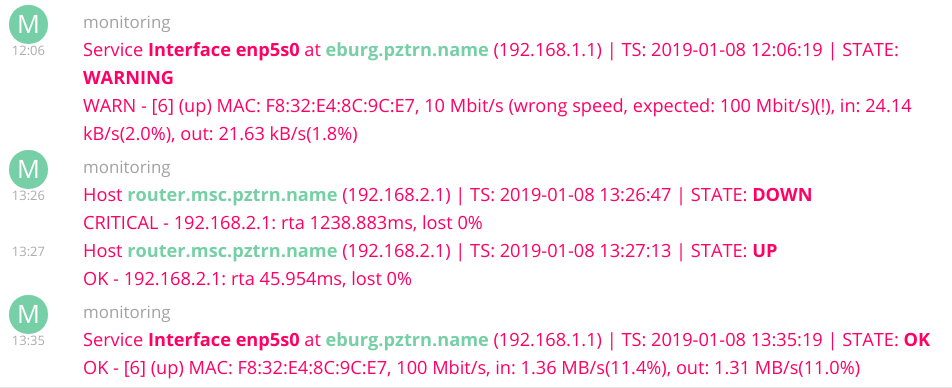 M monitoring
12:06 Service Interface enp5s0 at eburg.pztrn.name (192.168.1.1) | TS: 2019-01-08 12:06:19 | STATE:
WARNING
WARN - [6] (up) MAC: F8:32:E4:8C:9C:E7, 10 Mbit/s (wrong speed, expected: 100 Mbit/s)(!), in: 24.14
kB/s(2.0%), out: 21.63 kB/s(1.8%)
M monitoring
13:26 Host router.msc.pztrn.name (192.168.2.1) | TS: 2019-01-08 13:26:47 | STATE: DOWN
CRITICAL - 192.168.2.1: rta 1238.883ms, lost 0%
13:27 Host router.msc.pztrn.name (192.168.2.1) | TS: 2019-01-08 13:27:13 | STATE: UP
OK - 192.168.2.1: rta 45.954ms, lost 0%
M monitoring
13:35 Service Interface enp5s0 at eburg.pztrn.name (192.168.1.1) | TS: 2019-01-08 13:35:19 | STATE: OK
OK - [6] (up) MAC: F8:32:E4:8C:9C:E7, 100 Mbit/s, in: 1.36 MB/s(11.4%), out: 1.31 MB/s(11.0%)